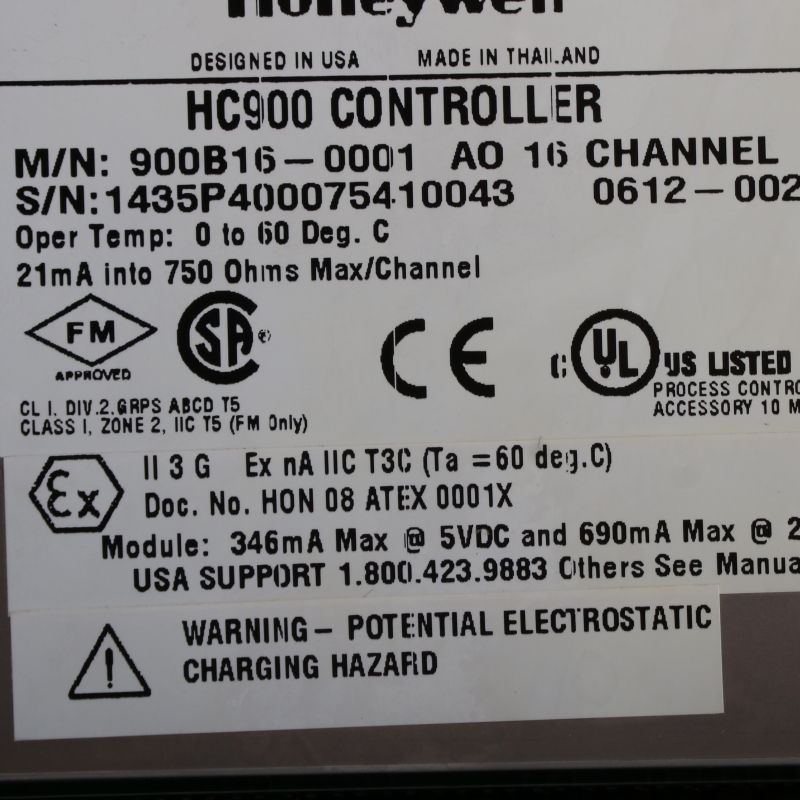 Honeywell
DESIGNED IN USA MADE IN THAILAND
HC900 CONTROLLER
M/N: 900B16-0001 AO 16 CHANNEL
S/N:1435P400075410043 0612-002
Oper Temp: 0 to 60 Deg. C
21mA into 750 Ohms Max/Channel
FM
APPROVED
SA
CE
C UL US LISTED
PROCESS CONTRO
ACCESSORY 10 M
CL I, DIV.2,GRPS ABCD T5
CLASS I, ZONE 2, IIC T5 (FM Only)
Ex
II 3 G Ex nA IIC T3C (Ta =60 deg.C)
Doc. No. HON 08 ATEX 0001X
Module: 346mA Max @ 5VDC and 690mA Max @ 2
USA SUPPORT 1.800.423.9883 Others See Manua
WARNING- POTENTIAL ELECTROSTATIC
CHARGING HAZARD